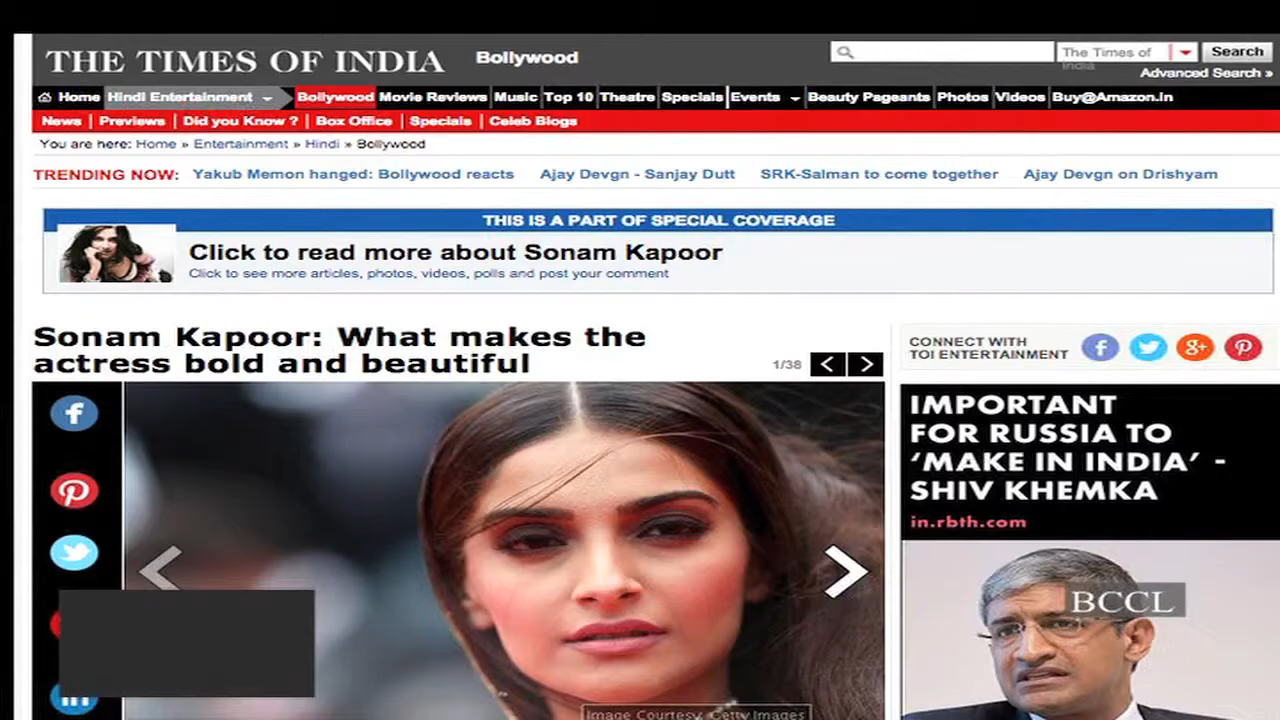 THE TIMES OF INDIA
Bollywood
The Times of India
Search
Advanced Search »
Home Hindi Entertainment Bollywood Movie Reviews Music Top 10 Theatre Specials Events Beauty Pageants Photos Videos Buy@Amazon.in
News | Previews | Did you Know ? | Box Office | Specials | Celeb Blogs
You are here: Home » Entertainment » Hindi » Bollywood
TRENDING NOW: Yakub Memon hanged: Bollywood reacts Ajay Devgn - Sanjay Dutt SRK-Salman to come together Ajay Devgn on Drishyam
THIS IS A PART OF SPECIAL COVERAGE
Click to read more about Sonam Kapoor
Click to see more articles, photos, videos, polls and post your comment
Sonam Kapoor: What makes the
actress bold and beautiful
1/38
CONNECT WITH
TOI ENTERTAINMENT
IMPORTANT
FOR RUSSIA TO
‘MAKE IN INDIA’ -
SHIV KHEMKA
in.rbth.com
BCCL
Image Courtesy: Getty Images